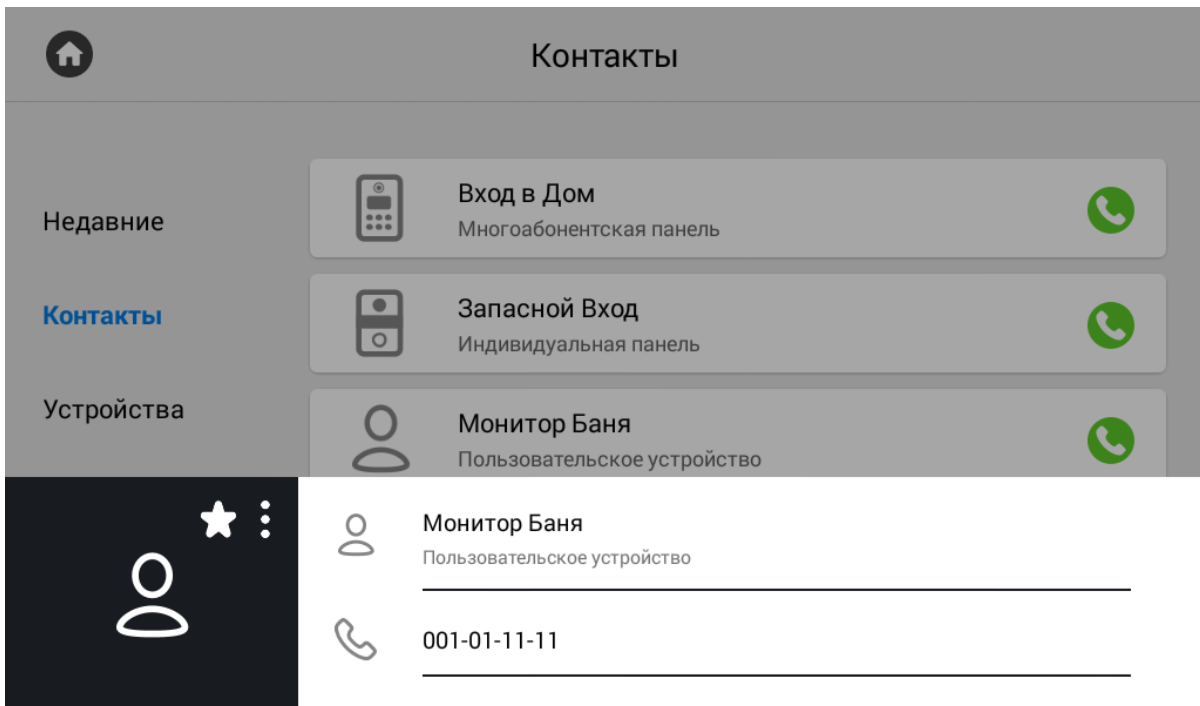 Контакты
Недавние
Контакты
Устройства
Вход в Дом
Многоабонентская панель
Запасной Вход
Индивидуальная панель
Монитор Баня
Пользовательское устройство
Монитор Баня
Пользовательское устройство
001-01-11-11